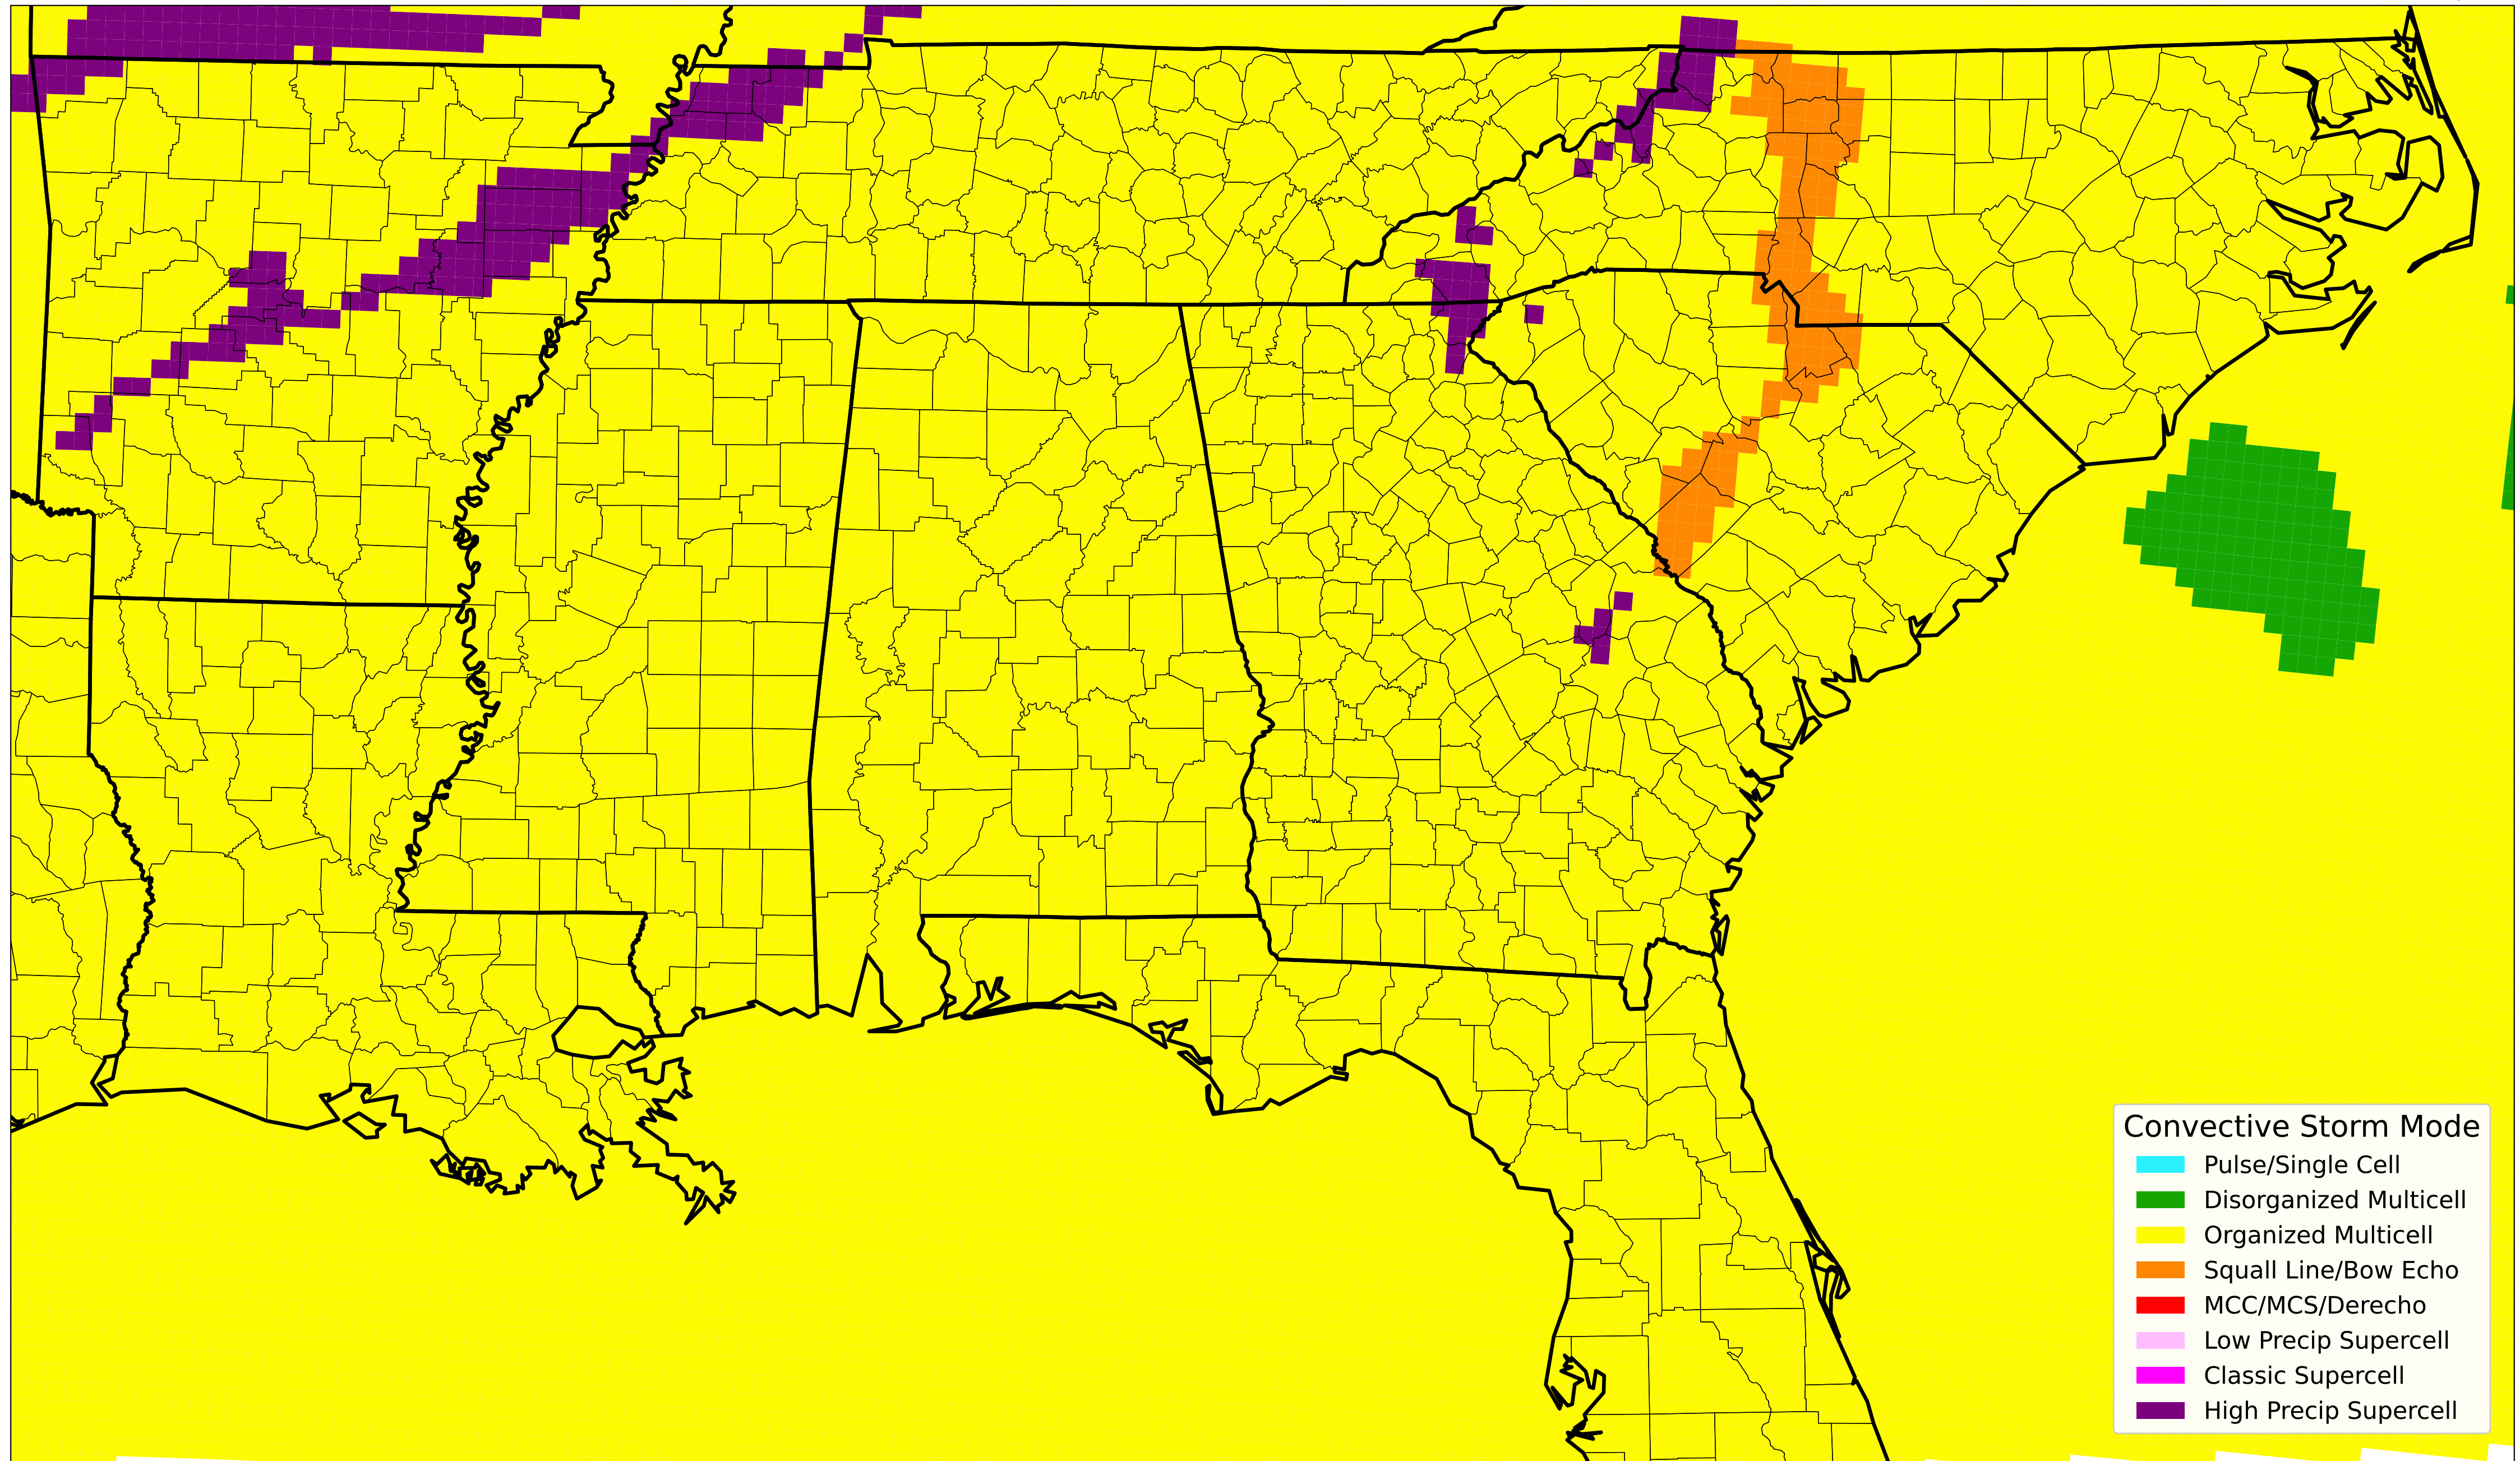 Convective Storm Mode
Pulse/Single Cell
Disorganized Multicell
Organized Multicell
Squall Line/Bow Echo
MCC/MCS/Derecho
Low Precip Supercell
Classic Supercell
High Precip Supercell